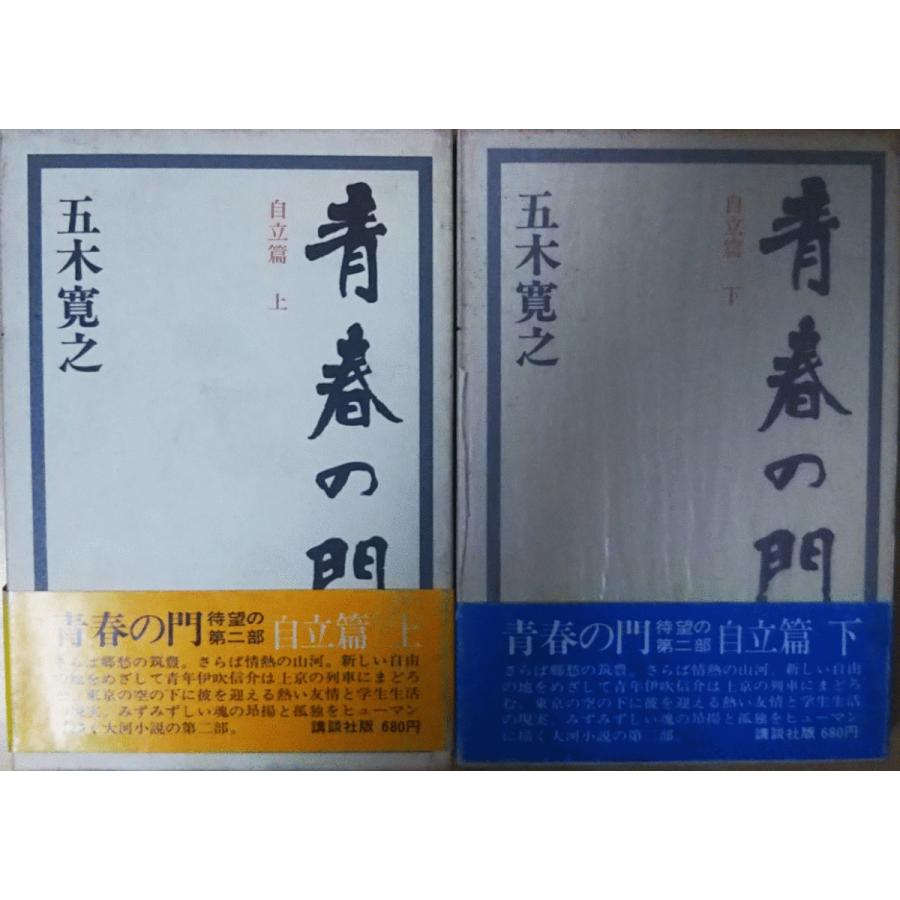 青春の門
自立篇 上
五木寛之
青春の門 待望の第二部 自立篇 上
さらば郷愁の筑豊。さらば情熱の山河。新しい自由
の地をめざして青年伊吹信介は上京の列車にまどろ
む。東京の空の下に彼を迎える熱い友情と学生生活
の現実。みずみずしい魂の昂揚と孤独をヒューマン
に描く大河小説の第二部。
講談社版 680円
青春の門
自立篇 下
五木寛之
青春の門 待望の第二部 自立篇 下
さらば郷愁の筑豊。さらば情熱の山河。新しい自由
の地をめざして青年伊吹信介は上京の列車にまどろ
む。東京の空の下に彼を迎える熱い友情と学生生活
の現実。みずみずしい魂の昂揚と孤独をヒューマン
に描く大河小説の第二部。
講談社版 680円